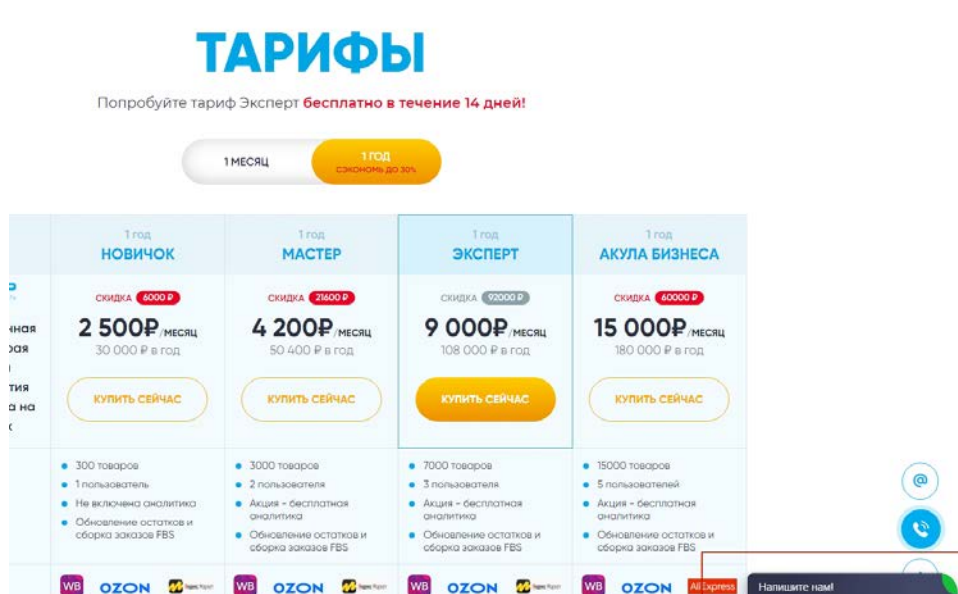 ТАРИФЫ
Попробуйте тариф Эксперт бесплатно в течение 14 дней!
1 МЕСЯЦ
1 ГОД
СЭКОНОМЬ ДО 30%
1 год
НОВИЧОК
СКИДКА 6000 ₽
2 500₽/МЕСЯЦ
30 000 ₽ в год
КУПИТЬ СЕЙЧАС
300 товаров
1 пользователь
Не включена аналитика
Обновление остатков и
сборка заказов FBS
WB OZON Яндекс Маркет
1 год
МАСТЕР
СКИДКА 21600 ₽
4 200₽/МЕСЯЦ
50 400 ₽ в год
КУПИТЬ СЕЙЧАС
3000 товаров
2 пользователя
Акция - бесплатная
аналитика
Обновление остатков и
сборка заказов FBS
WB OZON Яндекс Маркет
1 год
ЭКСПЕРТ
СКИДКА 92000 ₽
9 000₽/МЕСЯЦ
108 000 ₽ в год
КУПИТЬ СЕЙЧАС
7000 товаров
3 пользователя
Акция - бесплатная
аналитика
Обновление остатков и
сборка заказов FBS
WB OZON Яндекс Маркет
1 год
АКУЛА БИЗНЕСА
СКИДКА 60000 ₽
15 000₽/МЕСЯЦ
180 000 ₽ в год
КУПИТЬ СЕЙЧАС
15000 товаров
5 пользователей
Акция - бесплатная
аналитика
Обновление остатков и
сборка заказов FBS
WB OZON AliExpress
@
Напишите нам!